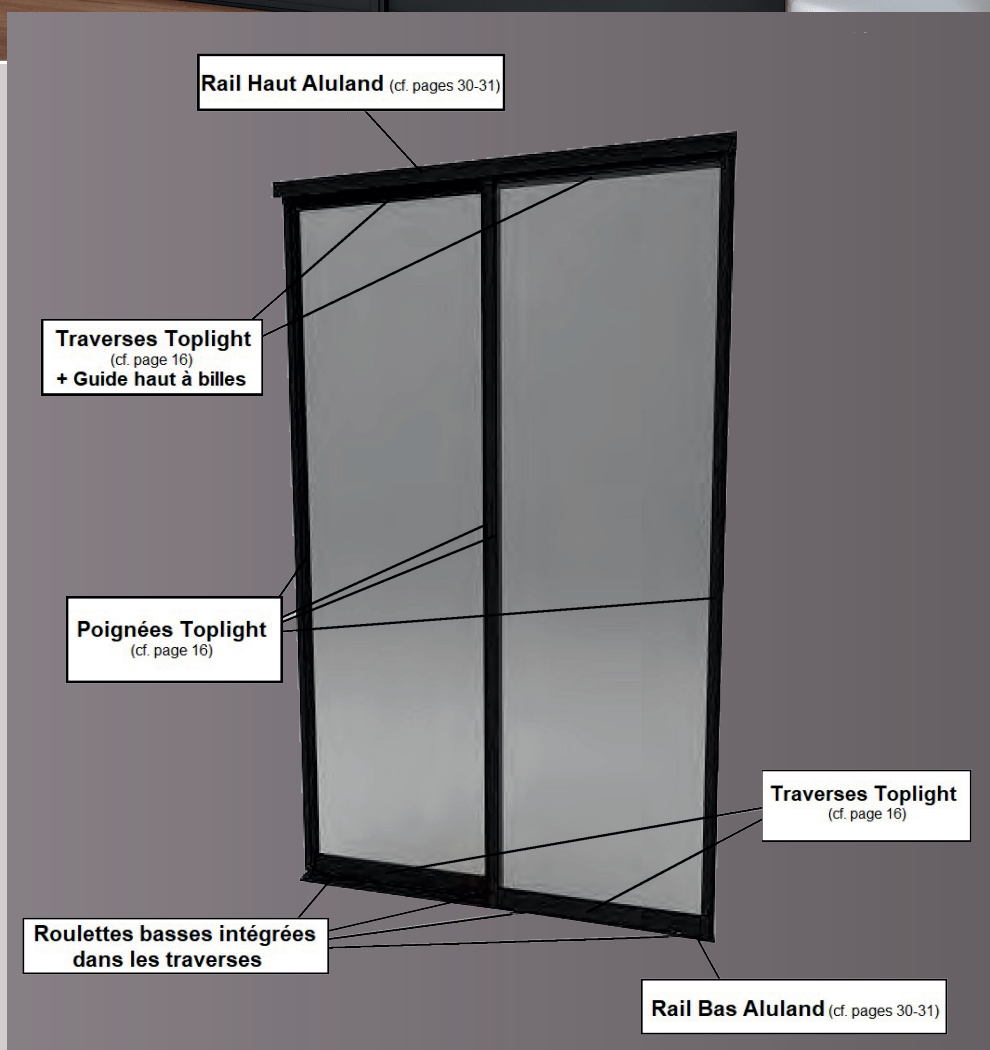 Rail Haut Aluland (cf. pages 30-31)
Traverses Toplight
(cf. page 16)
+ Guide haut à billes
Poignées Toplight
(cf. page 16)
Traverses Toplight
(cf. page 16)
Roulettes basses intégrées
dans les traverses
Rail Bas Aluland (cf. pages 30-31)